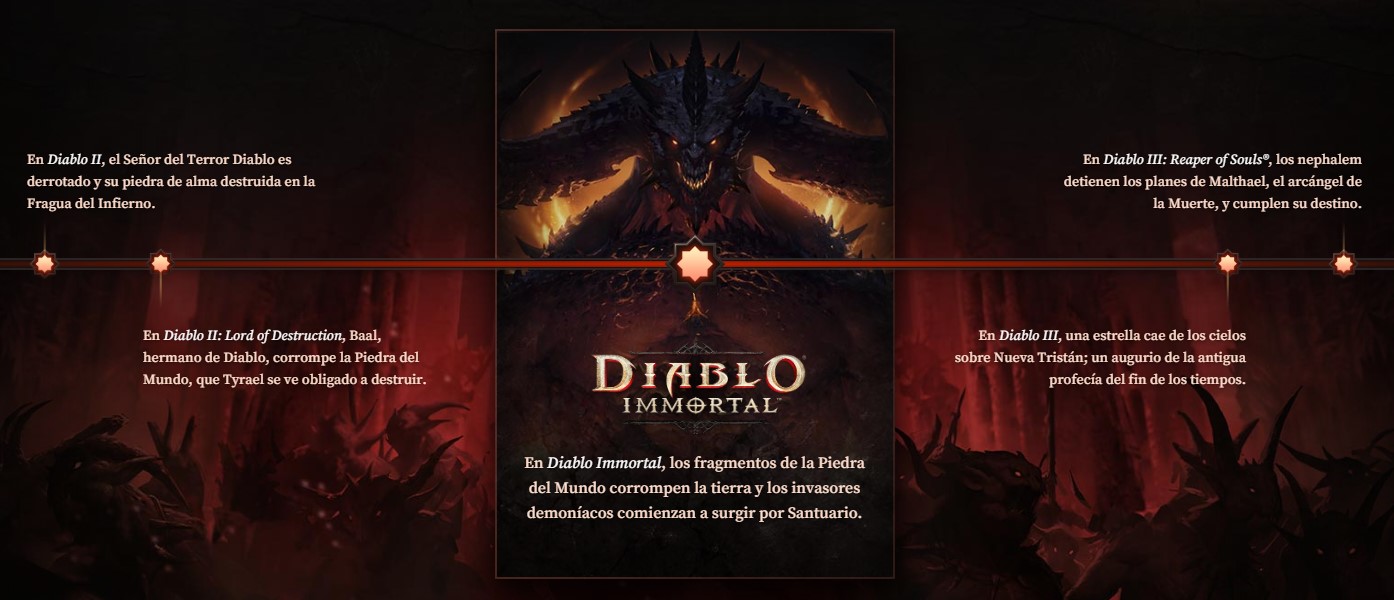 En Diablo II, el Señor del Terror Diablo es
derrotado y su piedra de alma destruida en la
Fragua del Infierno.
En Diablo II: Lord of Destruction, Baal,
hermano de Diablo, corrompe la Piedra del
Mundo, que Tyrael se ve obligado a destruir.
DIABLO
IMMORTAL™
En Diablo Immortal, los fragmentos de la Piedra
del Mundo corrompen la tierra y los invasores
demoníacos comienzan a surgir por Santuario.
En Diablo III, una estrella cae de los cielos
sobre Nueva Tristán; un augurio de la antigua
profecía del fin de los tiempos.
En Diablo III: Reaper of Souls®, los nephalem
detienen los planes de Malthael, el arcángel de
la Muerte, y cumplen su destino.